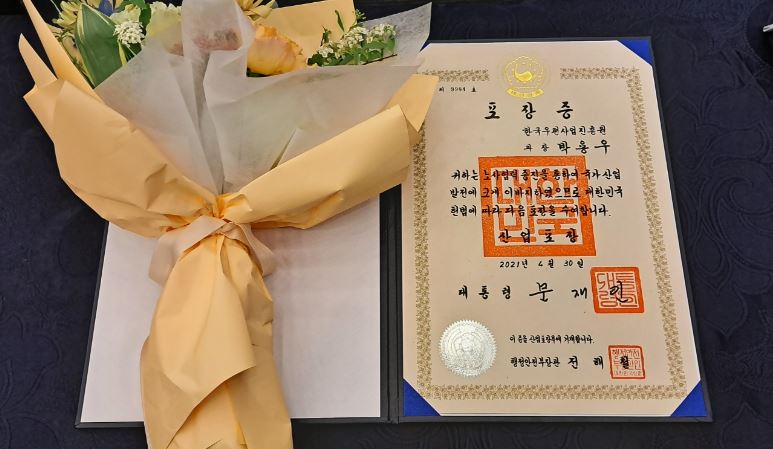 제 9984 호
포 장 증
한국우편사업진흥원
과 장 박용우
귀하는 노사협력 증진을 통하여 국가 산업
발전에 크게 이바지하였으므로 대한민국
헌법에 따라 다음 포장을 수여합니다.
산 업 포 장
2021년 4월 30일
대통령 문 재 인
이 증을 산업포장부에 기재합니다.
행정안전부장관 전 해 철